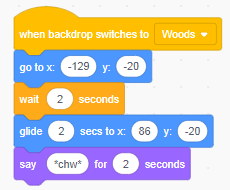 when backdrop switches to Woods
go to x: -129 y: -20
wait 2 seconds
glide 2 secs to x: 86 y: -20
say *chw* for 2 seconds